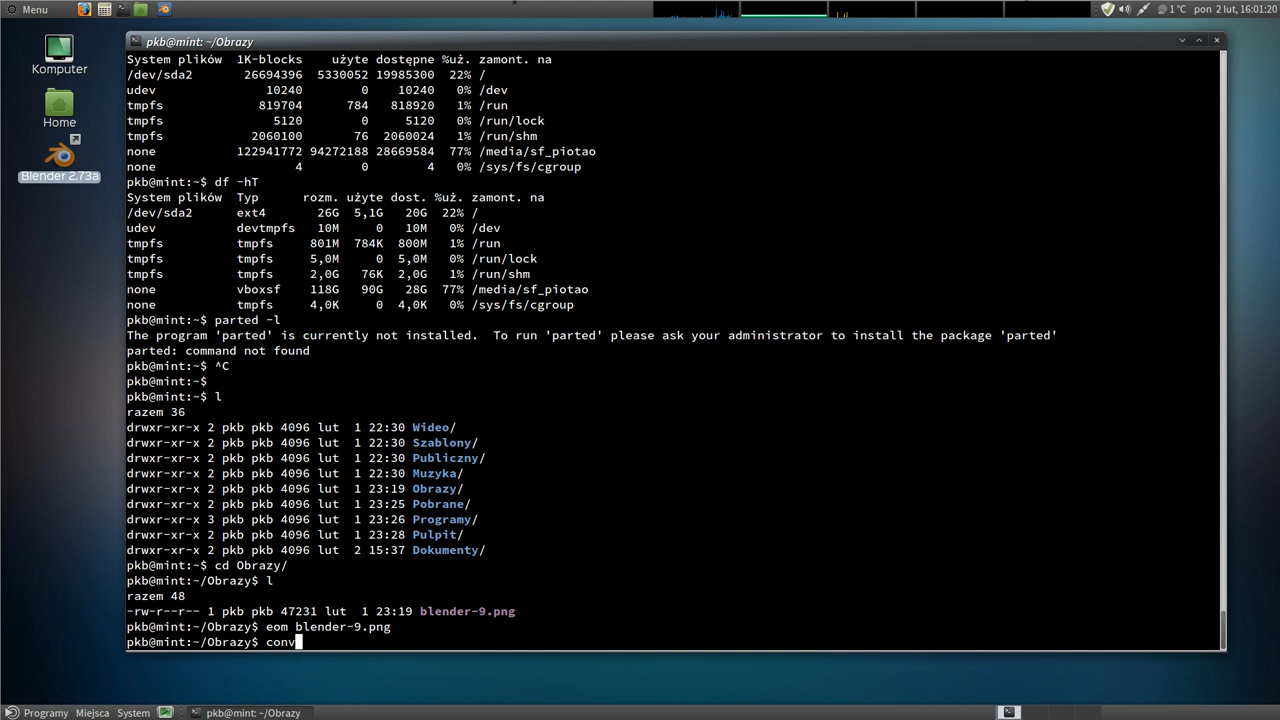 Menu
1 °C pon 2 lut, 16:01:20
pkb@mint: ~/Obrazy
Komputer
Home
Blender 2.73a
System plików 1K-blocks użyte dostępne %uż. zamont. na
/dev/sda2 26694396 5330052 19985300 22% /
udev 10240 0 10240 0% /dev
tmpfs 819704 784 818920 1% /run
tmpfs 5120 0 5120 0% /run/lock
tmpfs 2060100 76 2060024 1% /run/shm
none 122941772 94272188 28669584 77% /media/sf_piotao
none 4 0 4 0% /sys/fs/cgroup
pkb@mint:~$ df -hT
System plików Typ rozm. użyte dost. %uż. zamont. na
/dev/sda2 ext4 26G 5,1G 20G 22% /
udev devtmpfs 10M 0 10M 0% /dev
tmpfs tmpfs 801M 784K 800M 1% /run
tmpfs tmpfs 5,0M 0 5,0M 0% /run/lock
tmpfs tmpfs 2,0G 76K 2,0G 1% /run/shm
none vboxsf 118G 90G 28G 77% /media/sf_piotao
none tmpfs 4,0K 0 4,0K 0% /sys/fs/cgroup
pkb@mint:~$ parted -l
The program 'parted' is currently not installed. To run 'parted' please ask your administrator to install the package 'parted'
parted: command not found
pkb@mint:~$ ^C
pkb@mint:~$
pkb@mint:~$ l
razem 36
drwxr-xr-x 2 pkb pkb 4096 lut 1 22:30 Wideo/
drwxr-xr-x 2 pkb pkb 4096 lut 1 22:30 Szablony/
drwxr-xr-x 2 pkb pkb 4096 lut 1 22:30 Publiczny/
drwxr-xr-x 2 pkb pkb 4096 lut 1 22:30 Muzyka/
drwxr-xr-x 2 pkb pkb 4096 lut 1 23:19 Obrazy/
drwxr-xr-x 2 pkb pkb 4096 lut 1 23:25 Pobrane/
drwxr-xr-x 3 pkb pkb 4096 lut 1 23:26 Programy/
drwxr-xr-x 2 pkb pkb 4096 lut 1 23:28 Pulpit/
drwxr-xr-x 2 pkb pkb 4096 lut 2 15:37 Dokumenty/
pkb@mint:~$ cd Obrazy/
pkb@mint:~/Obrazy$ l
razem 48
-rw-r--r-- 1 pkb pkb 47231 lut 1 23:19 blender-9.png
pkb@mint:~/Obrazy$ eom blender-9.png
pkb@mint:~/Obrazy$ conv
Programy Miejsca System pkb@mint: ~/Obrazy